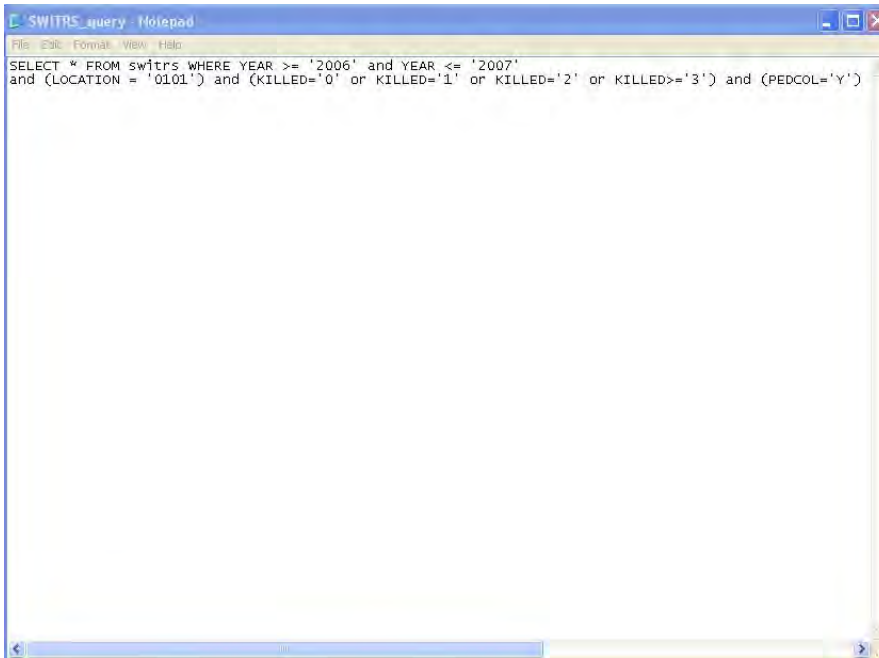 SWITRS_query - Notepad
File Edit Format View Help
SELECT * FROM switrs WHERE YEAR >= '2006' and YEAR <= '2007'
and (LOCATION = '0101') and (KILLED='0' or KILLED='1' or KILLED='2' or KILLED>='3') and (PEDCOL='Y')